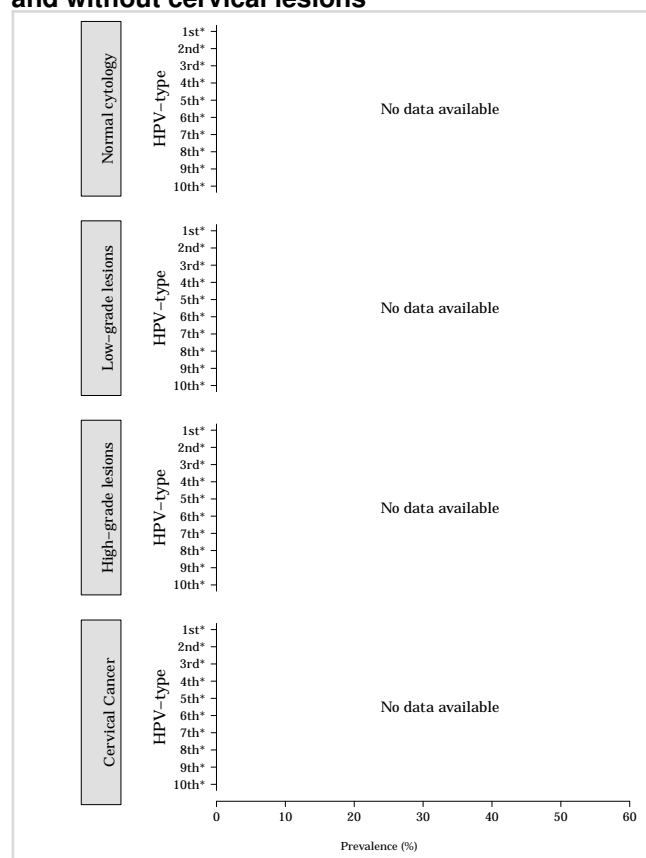 and without cervical lesions
Normal cytology
HPV−type
1st*
2nd*
3rd*
4th*
5th*
6th*
7th*
8th*
9th*
10th*
No data available
Low−grade lesions
HPV−type
1st*
2nd*
3rd*
4th*
5th*
6th*
7th*
8th*
9th*
10th*
No data available
High−grade lesions
HPV−type
1st*
2nd*
3rd*
4th*
5th*
6th*
7th*
8th*
9th*
10th*
No data available
Cervical Cancer
HPV−type
1st*
2nd*
3rd*
4th*
5th*
6th*
7th*
8th*
9th*
10th*
No data available
0 10 20 30 40 50 60
Prevalence (%)